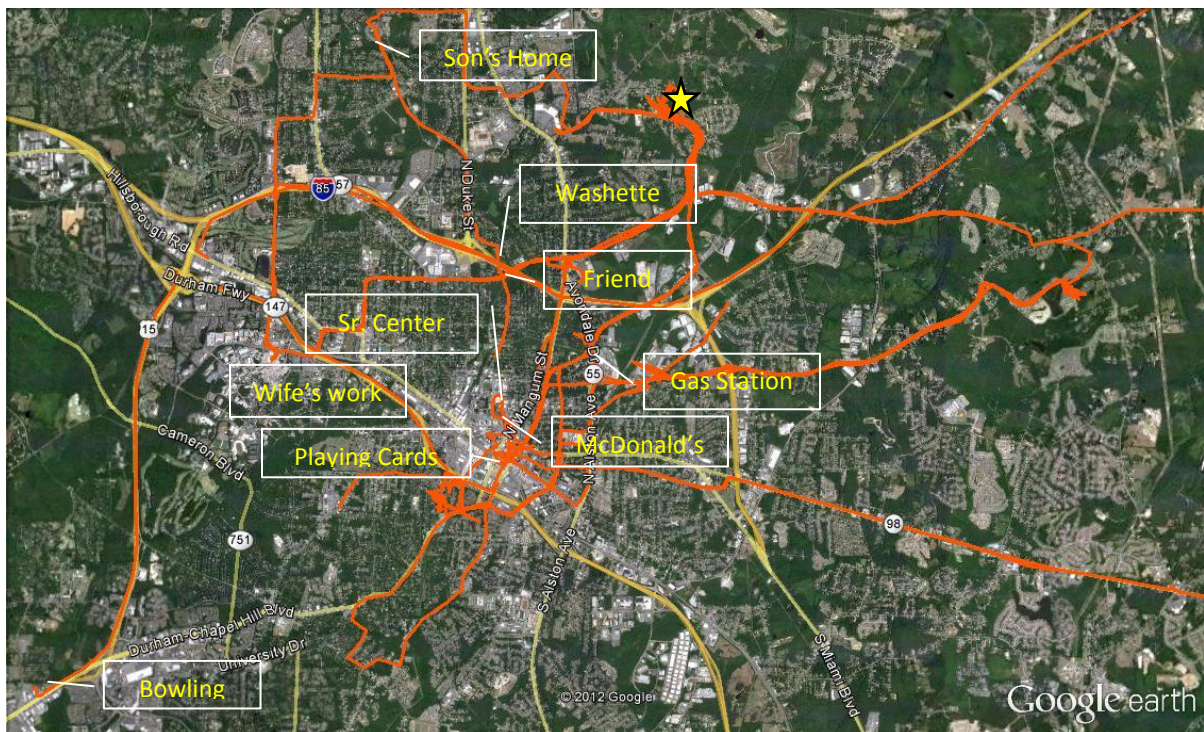 Son's Home
Washette
Friend
Sr. Center
Gas Station
Wife's work
McDonald's
Playing Cards
Bowling
85
57
N Duke St
Hillsborough Rd
Durham Fwy
147
15
Avondale Dr
55
N Mangum St
N Alston Ave
Cameron Blvd
751
98
S Alston Ave
Durham-Chapel Hill Blvd
University Dr
S Miami Blvd
© 2012 Google
Google earth